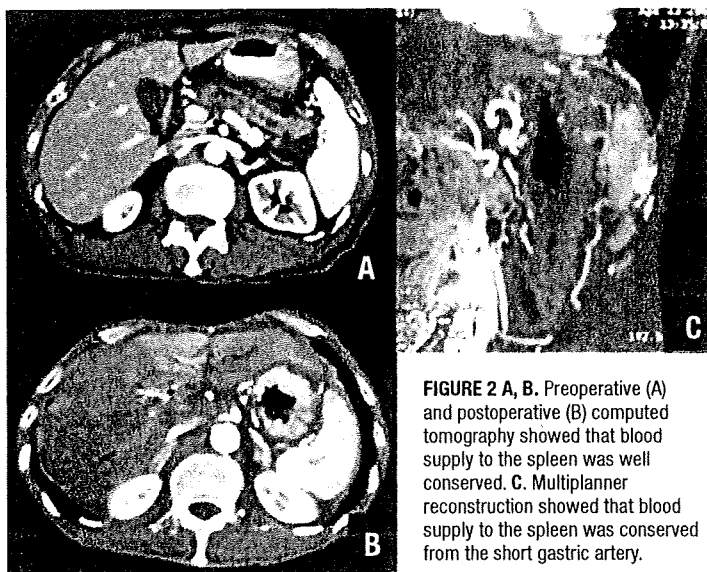 A
B
C
FIGURE 2 A, B. Preoperative (A)
and postoperative (B) computed
tomography showed that blood
supply to the spleen was well
conserved. C. Multiplanner
reconstruction showed that blood
supply to the spleen was conserved
from the short gastric artery.